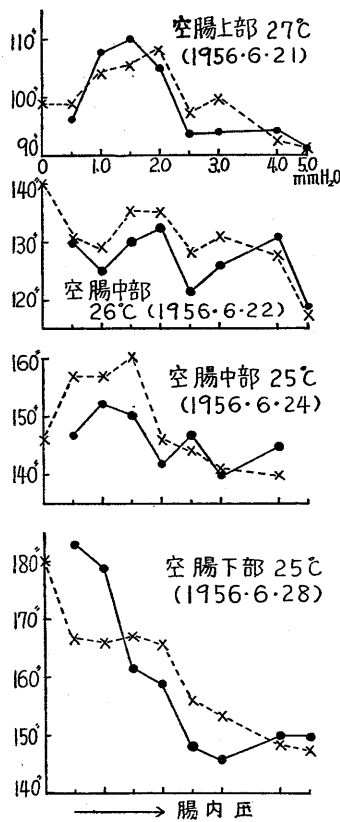 空腸上部 27℃
(1956・6・21)
110″
100″
90″
0 1.0 2.0 3.0 4.0 5.0
mmH₂O
140″
130″
120″
空腸中部
26℃ (1956・6・22)
160″
150″
140″
空腸中部 25℃
(1956・6・24)
180″
170″
160″
150″
140″
空腸下部 25℃
(1956・6・28)
→ 腸内圧